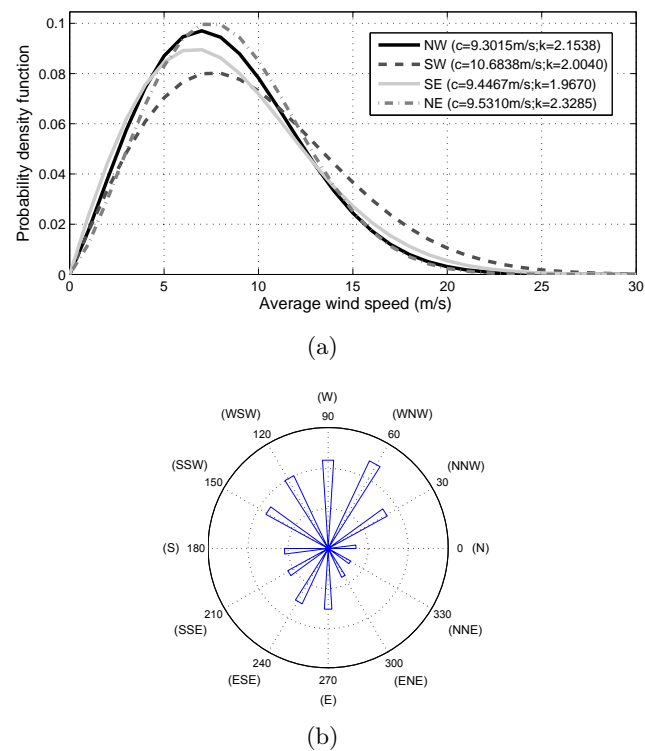 0.1
0.08
0.06
0.04
0.02
0
Probability density function
NW (c=9.3015m/s;k=2.1538)
SW (c=10.6838m/s;k=2.0040)
SE (c=9.4467m/s;k=1.9670)
NE (c=9.5310m/s;k=2.3285)
0 5 10 15 20 25 30
Average wind speed (m/s)
(a)
(W)
90
(WSW)
120
(WNW)
60
(SSW)
150
(NNW)
30
(S) 180
0 (N)
210
(SSE)
330
(NNE)
240
(ESE)
300
(ENE)
270
(E)
(b)